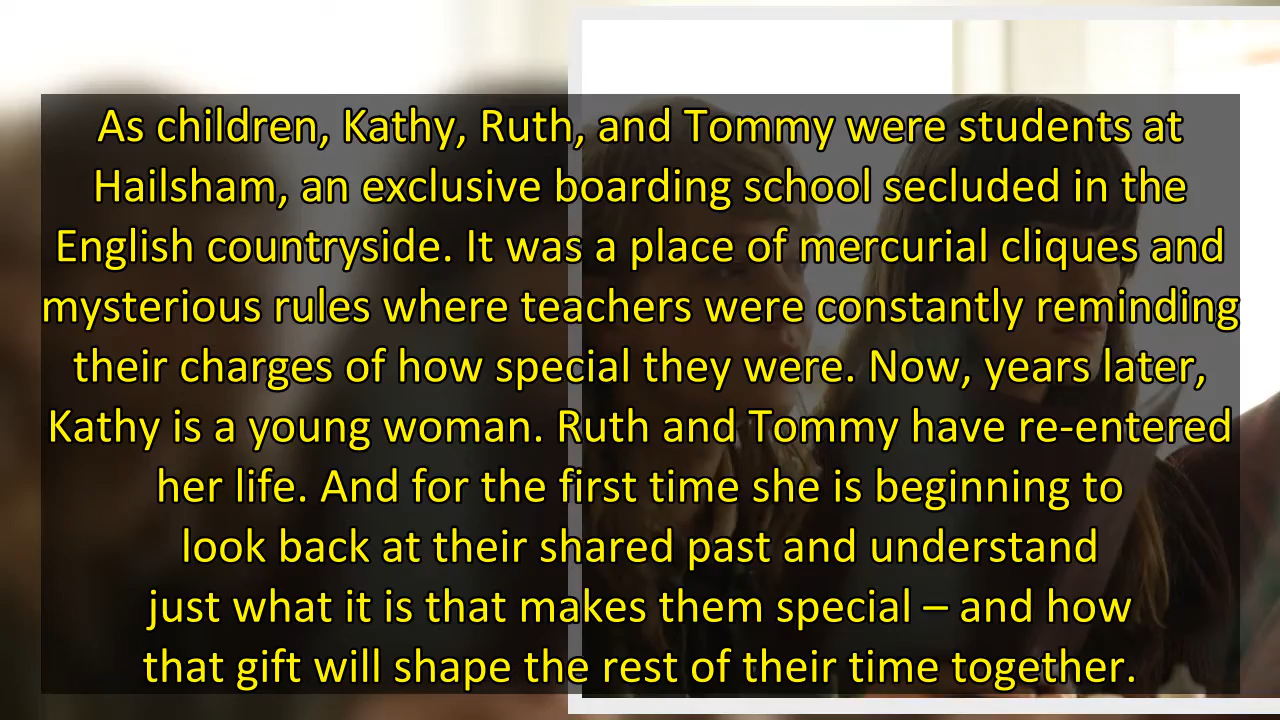 As children, Kathy, Ruth, and Tommy were students at
Hailsham, an exclusive boarding school secluded in the
English countryside. It was a place of mercurial cliques and
mysterious rules where teachers were constantly reminding
their charges of how special they were. Now, years later,
Kathy is a young woman. Ruth and Tommy have re-entered
her life. And for the first time she is beginning to
look back at their shared past and understand
just what it is that makes them special – and how
that gift will shape the rest of their time together.